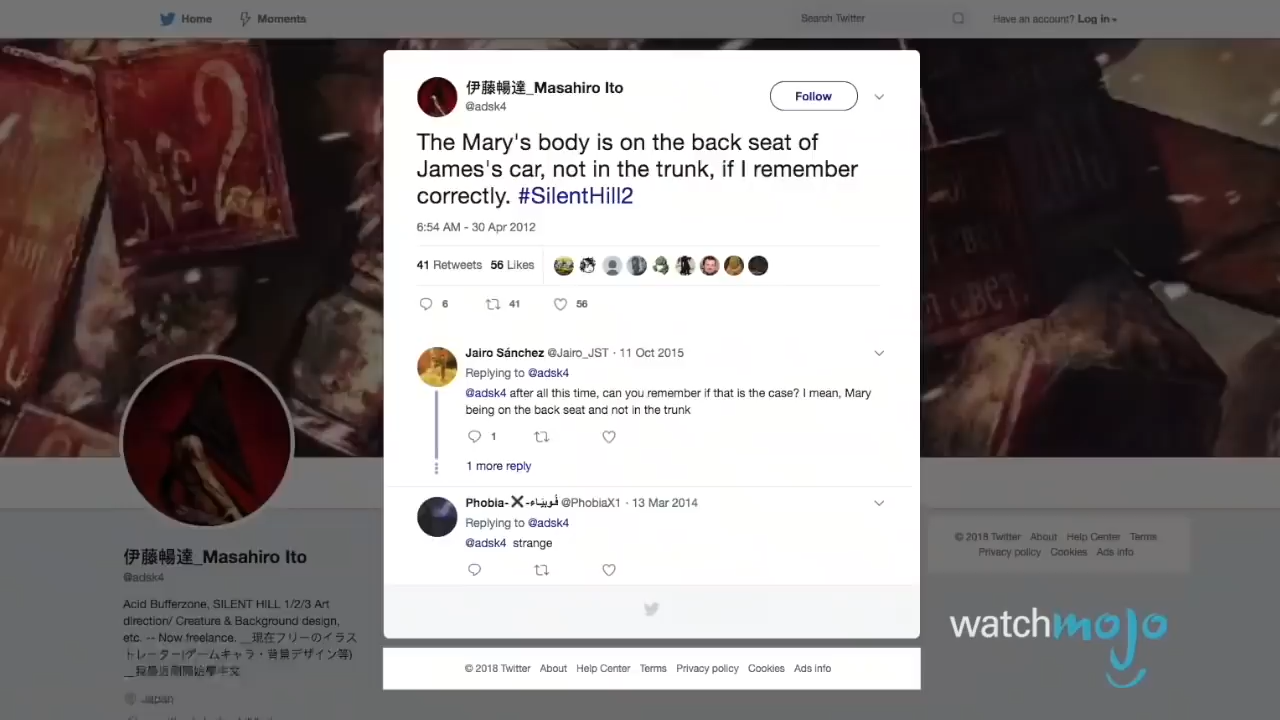 Home
Moments
Search Twitter
Have an account? Log in
伊藤暢達_Masahiro Ito
@adsk4
Follow
The Mary's body is on the back seat of
James's car, not in the trunk, if I remember
correctly. #SilentHill2
6:54 AM - 30 Apr 2012
41 Retweets 56 Likes
6 41 56
Jairo Sánchez @Jairo_JST · 11 Oct 2015
Replying to @adsk4
@adsk4 after all this time, can you remember if that is the case? I mean, Mary
being on the back seat and not in the trunk
1
1 more reply
Phobia- @PhobiaX1 · 13 Mar 2014
Replying to @adsk4
@adsk4 strange
© 2018 Twitter About Help Center Terms Privacy policy Cookies Ads info
伊藤暢達_Masahiro Ito
@adsk4
Acid Bufferzone, SILENT HILL 1/2/3 Art
direction/ Creature & Background design,
etc. -- Now freelance. __現在フリーのイラス
トレーター(ゲームキャラ・背景デザイン等)
Japan
© 2018 Twitter About Help Center Terms
Privacy policy Cookies Ads info
watchmojo